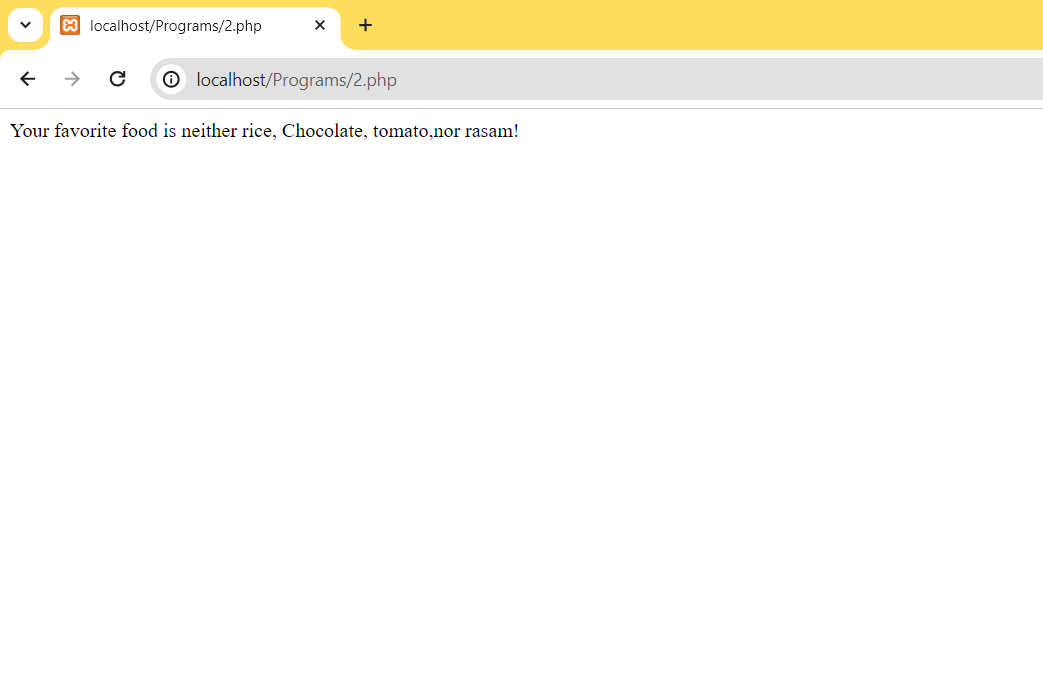 localhost/Programs/2.php
localhost/Programs/2.php
Your favorite food is neither rice, Chocolate, tomato,nor rasam!